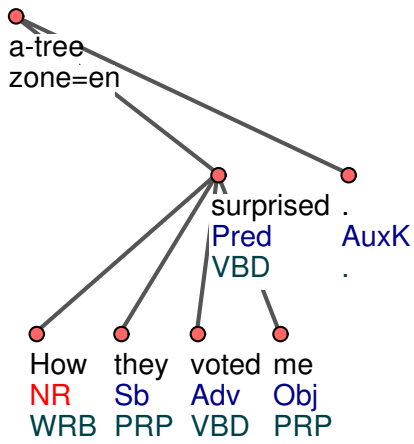 a-tree
zone=en
surprised .
Pred AuxK
VBD .
How they voted me
NR Sb Adv Obj
WRB PRP VBD PRP